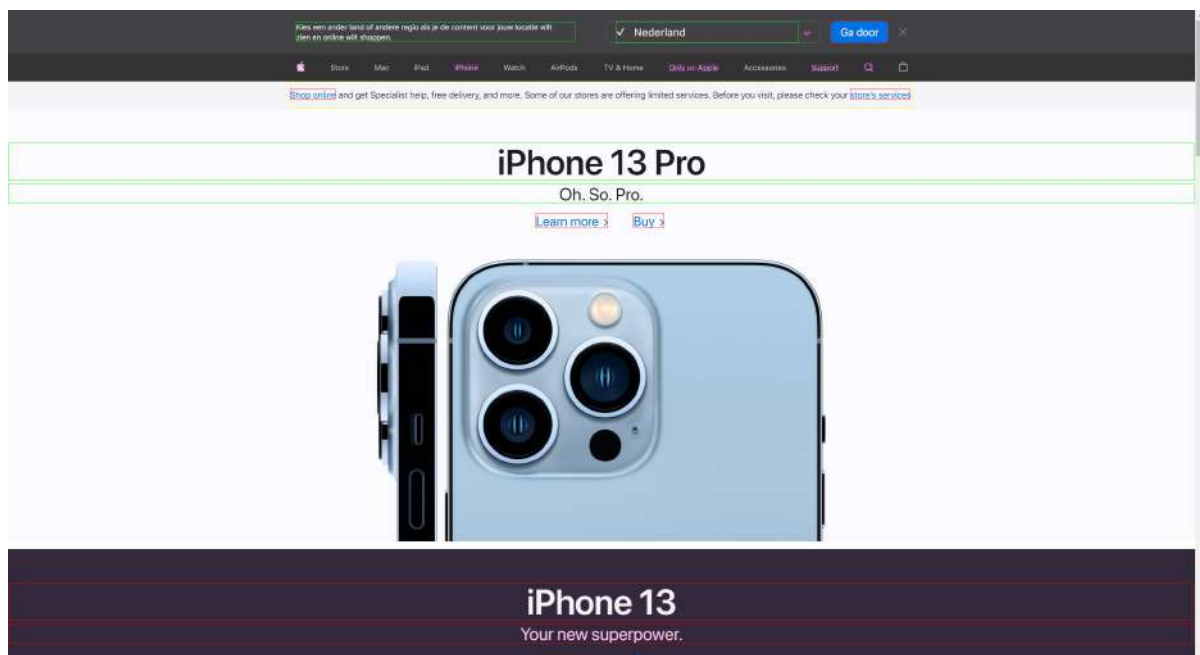 Kies een ander land of andere regio als je de content voor jouw locatie wilt
zien en online wilt shoppen.
✓ Nederland
Ga door
Store Mac iPad iPhone Watch AirPods TV & Home Only on Apple Accessories Support
Shop online and get Specialist help, free delivery, and more. Some of our stores are offering limited services. Before you visit, please check your store's services
iPhone 13 Pro
Oh. So. Pro.
Learn more > Buy >
iPhone 13
Your new superpower.